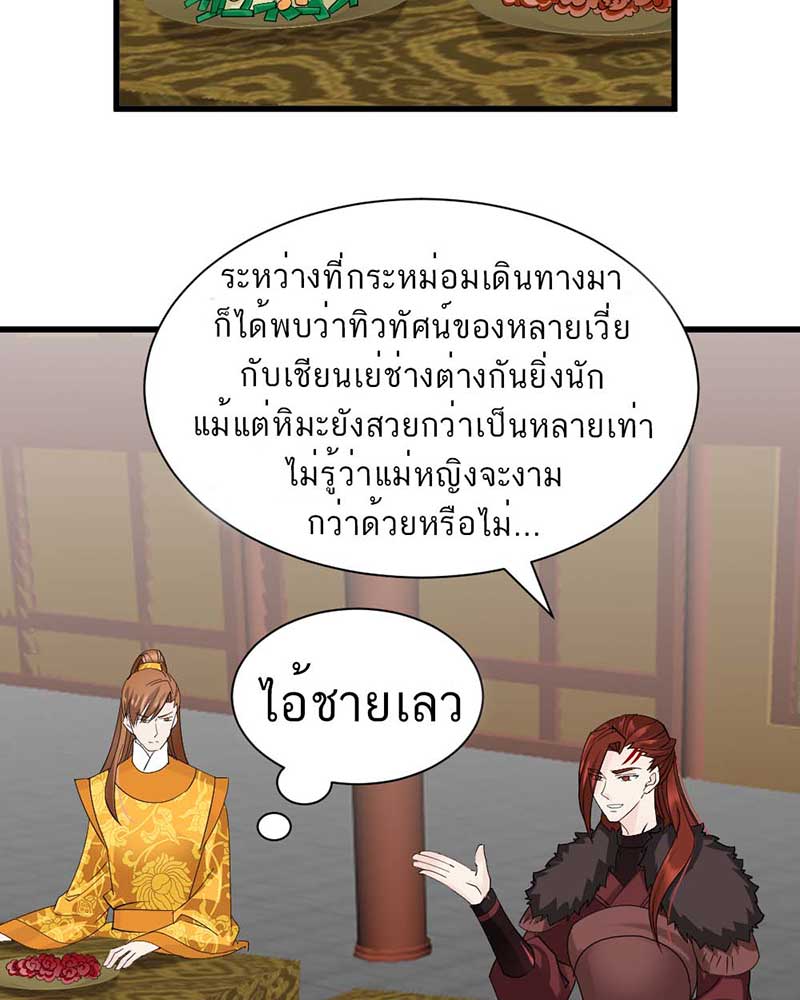 ระหว่างที่กระหม่อมเดินทางมา
ก็ได้พบว่าทิวทัศน์ของหลายเวี่ย
กับเชียนเย่ช่างต่างกันยิ่งนัก
แม้แต่หิมะยังสวยกว่าเป็นหลายเท่า
ไม่รู้ว่าแม่หญิงจะงาม
กว่าด้วยหรือไม่...
ไอ้ชายเลว